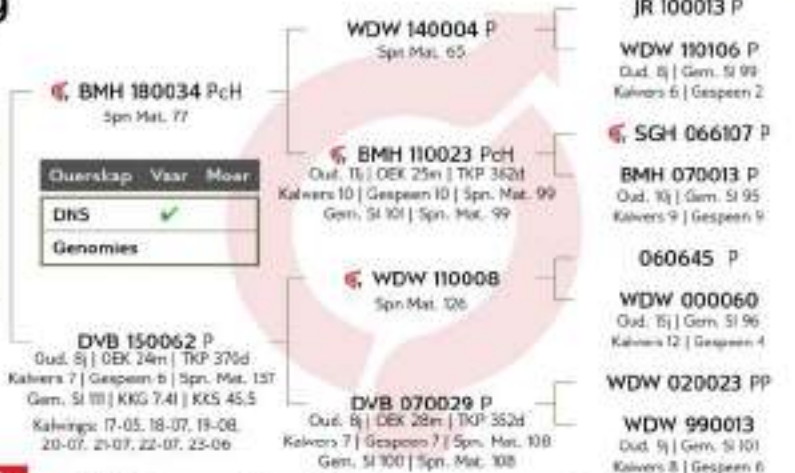 BMH 180034 PcH
Spn Mat. 77
Ouerskap Vaar Moer
DNS ✔
Genomies
DVB 150062 P
Oud. 8j | OEK 24m | TKP 370d
Kalwers 7 | Gespeen 6 | Spn. Mat. 137
Gem. SI 111 | KKG 7.41 | KKS 45.5
Kalwings: 17-05, 18-07, 19-08,
20-07, 21-07, 22-07, 23-06
WDW 140004 P
Spn Mat. 65
BMH 110023 PcH
Oud. 11j | OEK 25m | TKP 362d
Kalwers 10 | Gespeen 10 | Spn. Mat. 99
Gem. SI 101 | Spn. Mat. 99
WDW 110008
Spn Mat. 126
DVB 070029 P
Oud. 8j | OEK 28m | TKP 352d
Kalwers 7 | Gespeen 7 | Spn. Mat. 108
Gem. SI 100 | Spn. Mat. 108
JR 100013 P
WDW 110106 P
Oud. 8j | Gem. SI 99
Kalwers 6 | Gespeen 2
SGH 066107 P
BMH 070013 P
Oud. 10j | Gem. SI 95
Kalwers 9 | Gespeen 9
060645 P
WDW 000060
Oud. 15j | Gem. SI 96
Kalwers 12 | Gespeen 4
WDW 020023 PP
WDW 990013
Oud. 9j | Gem. SI 101
Kalwers 8 | Gespeen 6